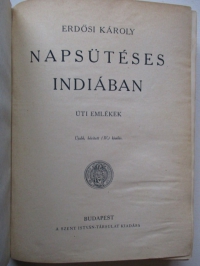 ERDŐSI KÁROLY
NAPSÜTÉSES
INDIÁBAN
ÚTI EMLÉKEK
BUDAPEST
A SZENT ISTVÁN-TÁRSULAT KIADÁSA